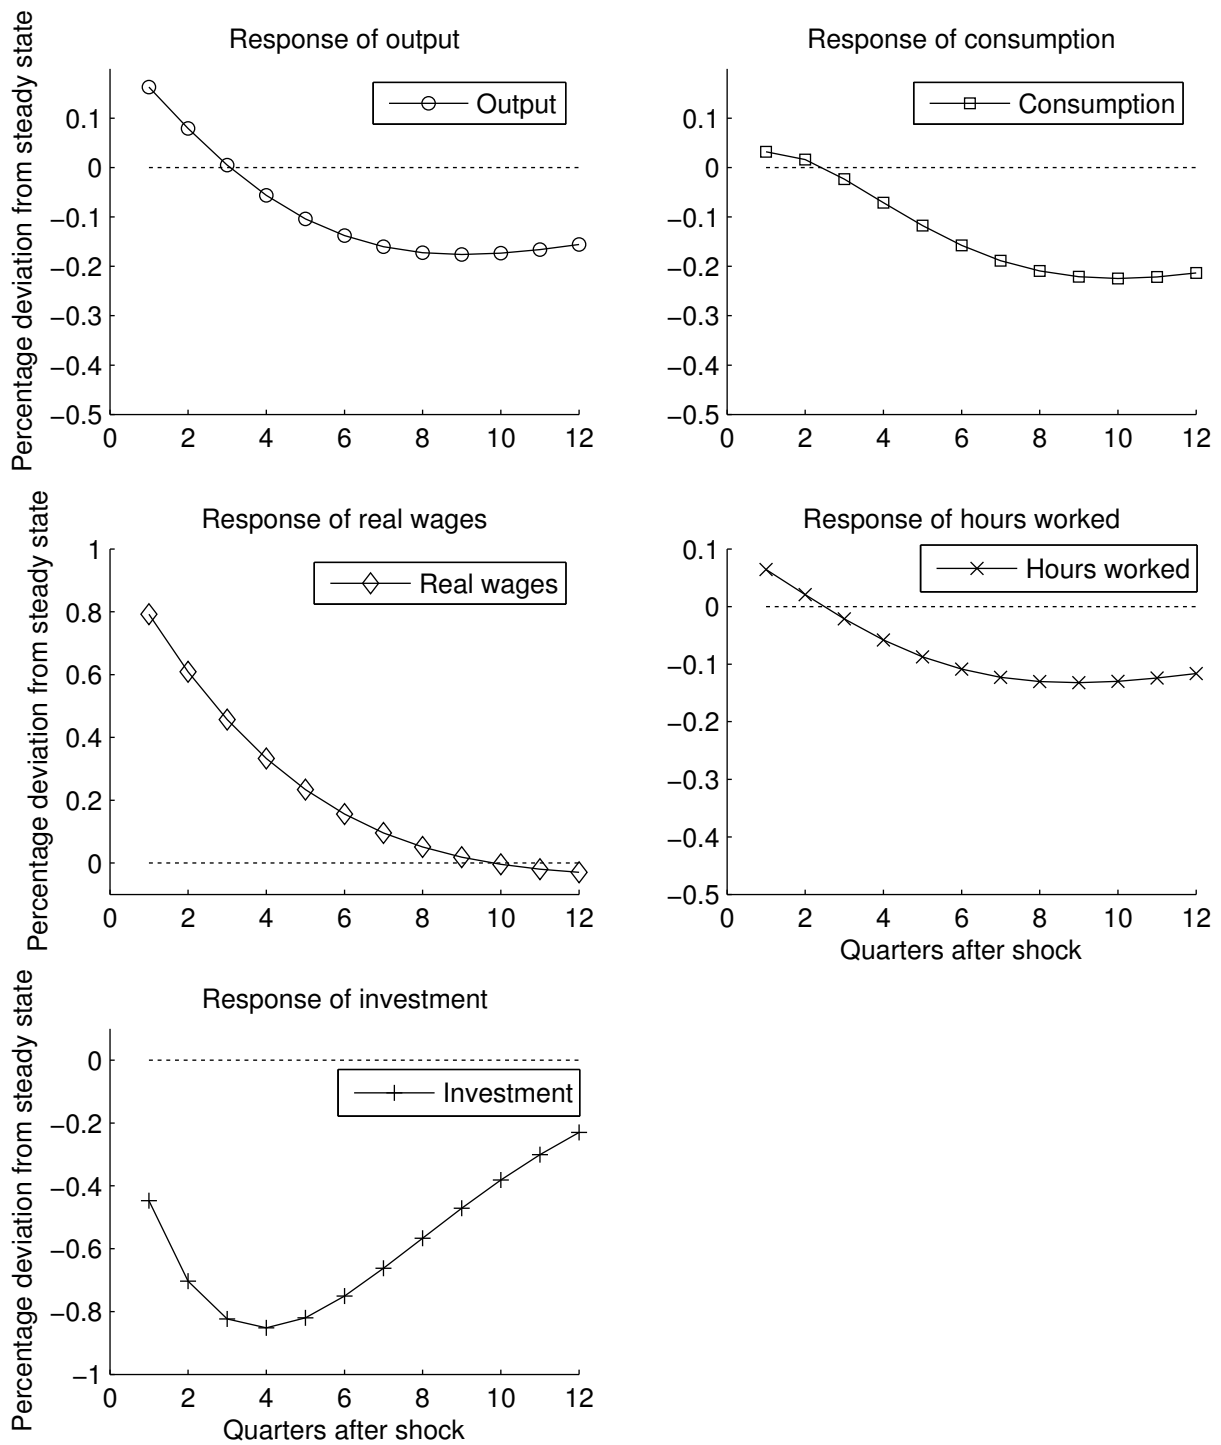 Response of output
Percentage deviation from steady state
Output
0.1
0
−0.1
−0.2
−0.3
−0.4
−0.5
0 2 4 6 8 10 12
Response of consumption
Consumption
0.1
0
−0.1
−0.2
−0.3
−0.4
−0.5
0 2 4 6 8 10 12
Response of real wages
Percentage deviation from steady state
Real wages
1
0.8
0.6
0.4
0.2
0
0 2 4 6 8 10 12
Response of hours worked
Hours worked
0.1
0
−0.1
−0.2
−0.3
−0.4
−0.5
0 2 4 6 8 10 12
Quarters after shock
Response of investment
Percentage deviation from steady state
Investment
0
−0.2
−0.4
−0.6
−0.8
−1
0 2 4 6 8 10 12
Quarters after shock